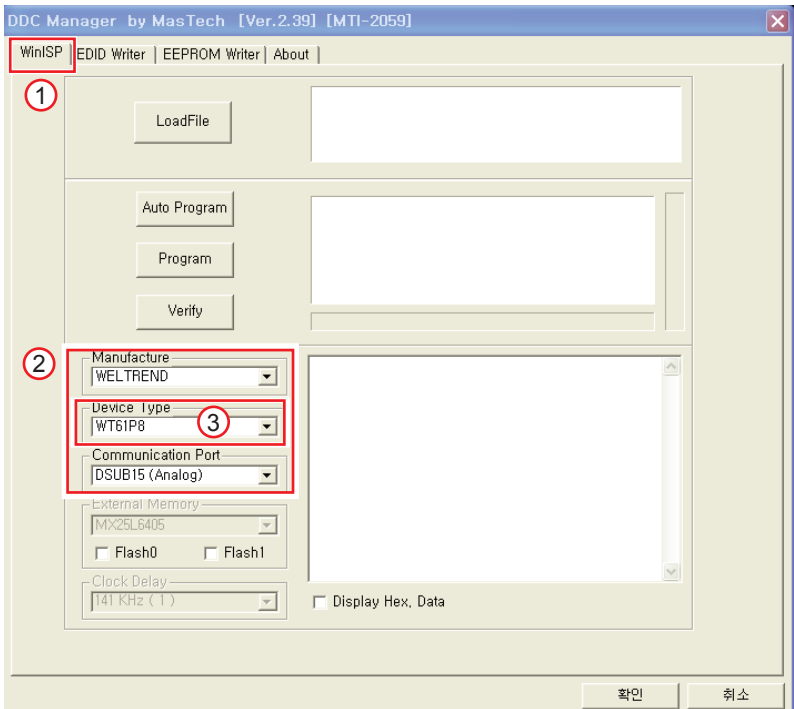 DDC Manager by MasTech [Ver.2.39] [MTI-2059]
WinISP EDID Writer EEPROM Writer About
①
LoadFile
Auto Program
Program
Verify
②
Manufacture
WELTREND
Device Type
WT61P8
③
Communication Port
DSUB15 (Analog)
External Memory
MX25L6405
Flash0 Flash1
Clock Delay
141 KHz ( 1 )
Display Hex, Data
확인 취소